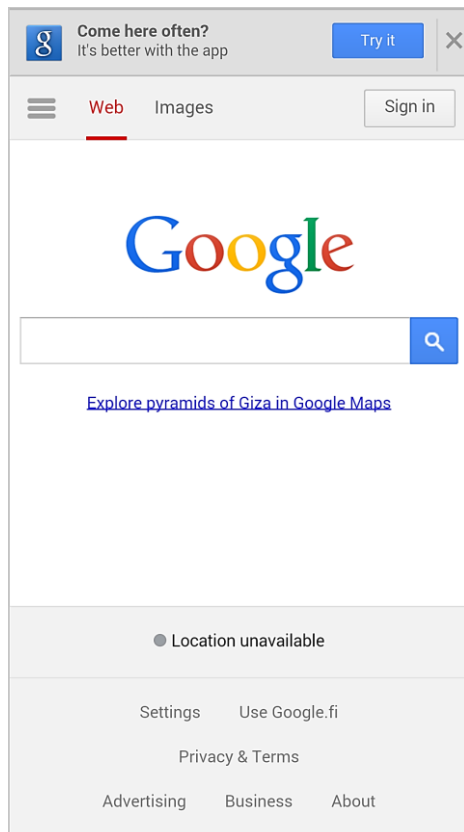 g Come here often?
It's better with the app
Try it
Web Images Sign in
Google
Explore pyramids of Giza in Google Maps
Location unavailable
Settings Use Google.fi
Privacy & Terms
Advertising Business About